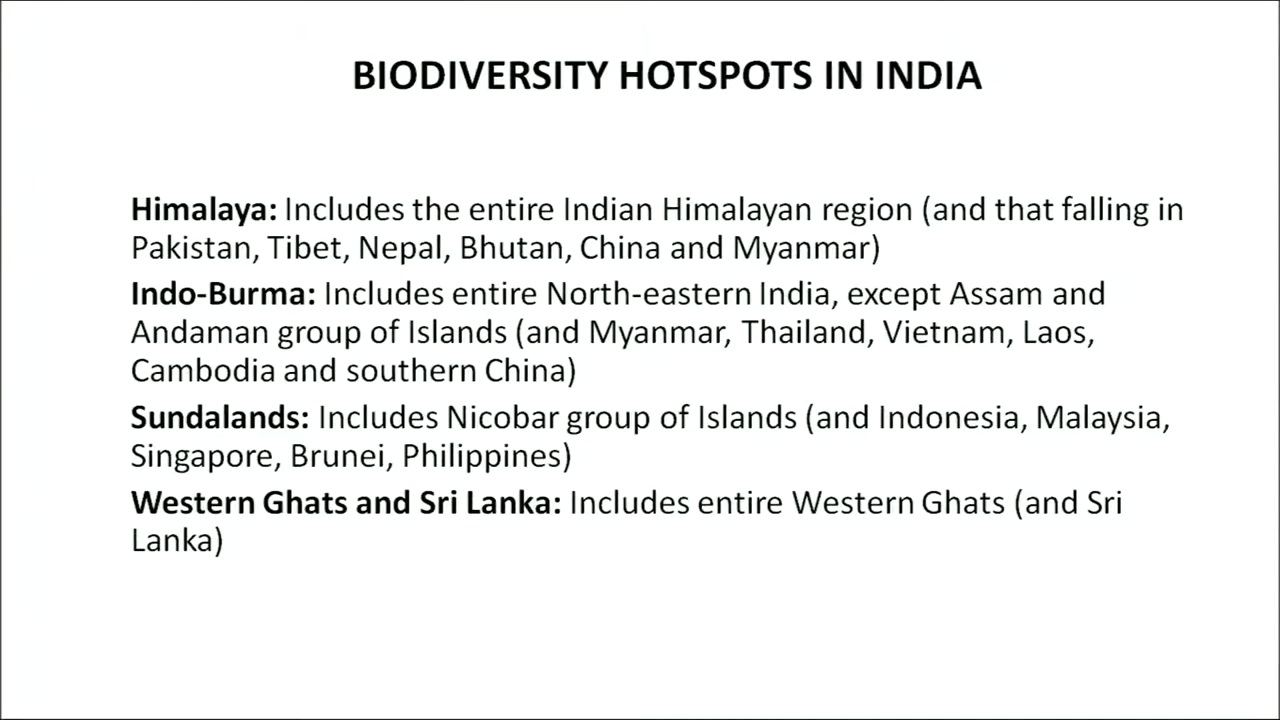 BIODIVERSITY HOTSPOTS IN INDIA
Himalaya: Includes the entire Indian Himalayan region (and that falling in
Pakistan, Tibet, Nepal, Bhutan, China and Myanmar)
Indo-Burma: Includes entire North-eastern India, except Assam and
Andaman group of Islands (and Myanmar, Thailand, Vietnam, Laos,
Cambodia and southern China)
Sundalands: Includes Nicobar group of Islands (and Indonesia, Malaysia,
Singapore, Brunei, Philippines)
Western Ghats and Sri Lanka: Includes entire Western Ghats (and Sri
Lanka)